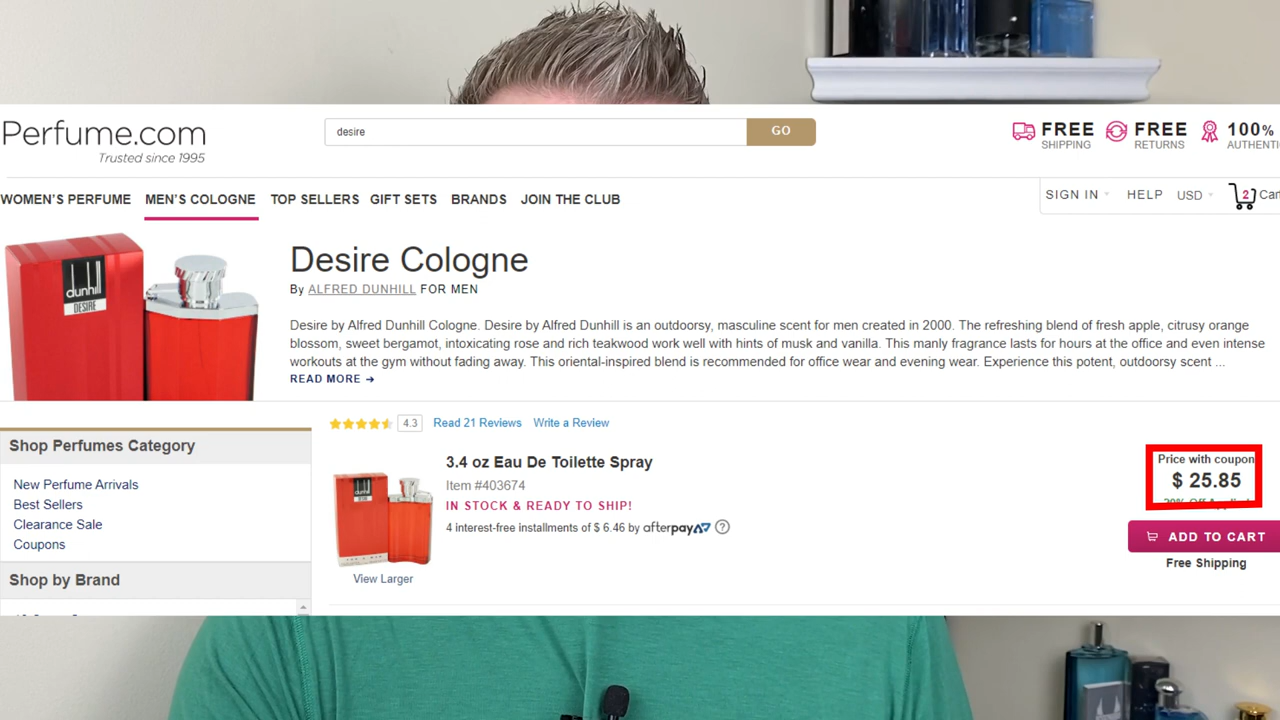 Perfume.com
Trusted since 1995
desire
GO
FREE
SHIPPING
FREE
RETURNS
100%
WOMEN'S PERFUME
MEN'S COLOGNE
TOP SELLERS
GIFT SETS
BRANDS
JOIN THE CLUB
SIGN IN
HELP
USD
2
dunhill
DESIRE
Desire Cologne
By ALFRED DUNHILL FOR MEN
Desire by Alfred Dunhill Cologne. Desire by Alfred Dunhill is an outdoorsy, masculine scent for men created in 2000. The refreshing blend of fresh apple, citrusy orange
blossom, sweet bergamot, intoxicating rose and rich teakwood work well with hints of musk and vanilla. This manly fragrance lasts for hours at the office and even intense
workouts at the gym without fading away. This oriental-inspired blend is recommended for office wear and evening wear. Experience this potent, outdoorsy scent ...
READ MORE ➔
Shop Perfumes Category
New Perfume Arrivals
Best Sellers
Clearance Sale
Coupons
Shop by Brand
4.3
Read 21 Reviews
Write a Review
3.4 oz Eau De Toilette Spray
Item #403674
IN STOCK & READY TO SHIP!
4 interest-free installments of $ 6.46 by afterpay ?
dunhill
View Larger
Price with coupon
$ 25.85
ADD TO CART
Free Shipping